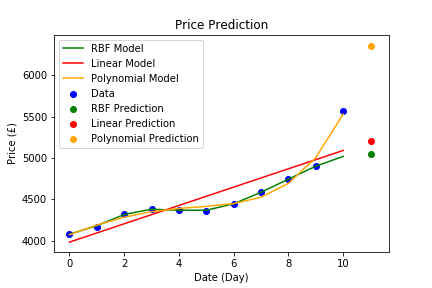 Price Prediction
RBF Model
Linear Model
Polynomial Model
Data
RBF Prediction
Linear Prediction
Polynomial Prediction
Price (£)
6000
5500
5000
4500
4000
0 2 4 6 8 10
Date (Day)